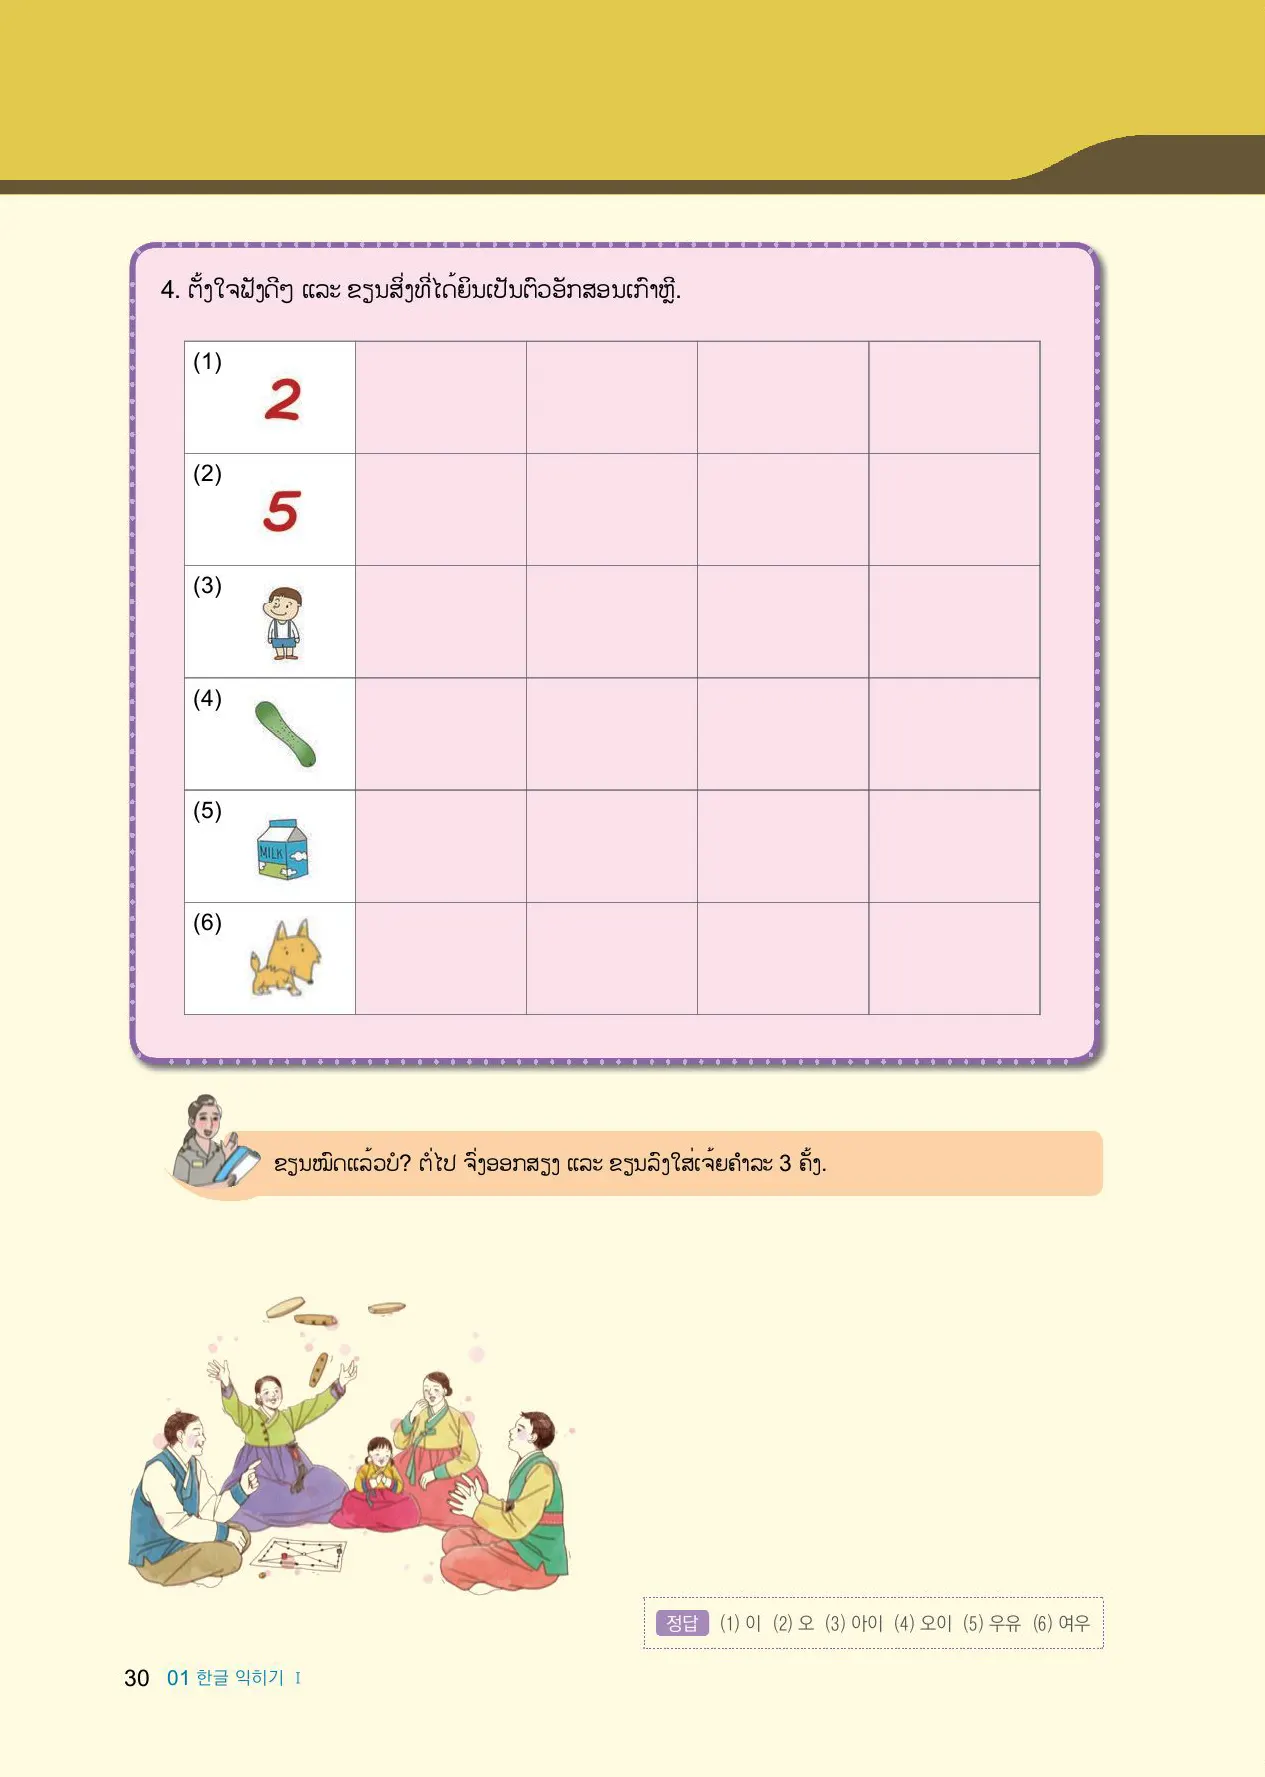 4. ຕັ້ງໃຈຟັງດີໆ ແລະ ຂຽນສິ່ງທີ່ໄດ້ຍິນເປັນຕົວອັກສອນເກົາຫຼີ.
(1) 2
(2) 5
(3)
(4)
(5) MILK
(6)
ຂຽນໝົດແລ້ວບໍ? ຕໍ່ໄປ ຈົ່ງອອກສຽງ ແລະ ຂຽນລົງໃສ່ເຈ້ຍຄຳລະ 3 ຄັ້ງ.
정답 (1) 이 (2) 오 (3) 아이 (4) 오이 (5) 우유 (6) 여우
30 01 한글 익히기 I